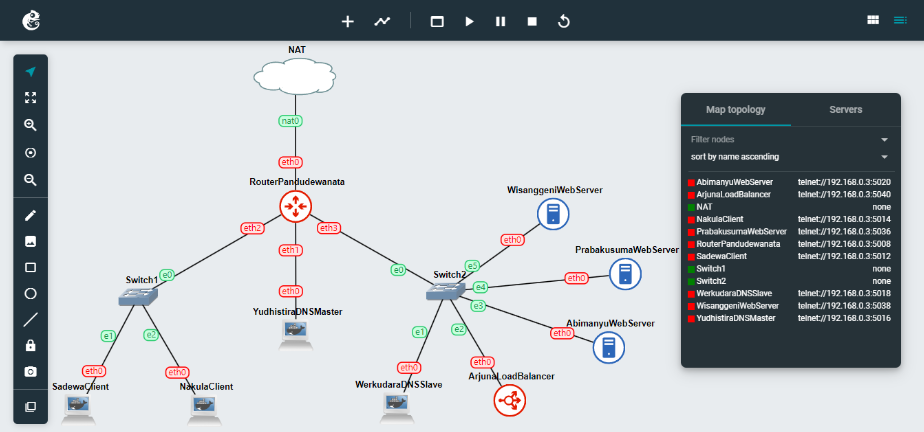 NAT
nat0
eth0
RouterPandudewanata
eth2
eth3
eth1
WisanggeniWebServer
eth0
PrabakusumaWebServer
e0
e0
e5
eth0
Switch1
Switch2
e4
e3
eth0
YudhistiraDNSMaster
AbimanyuWebServer
eth0
e1
e2
e1
e2
eth0
eth0
eth0
eth0
SadewaClient
NakulaClient
WerkudaraDNSSlave
ArjunaLoadBalancer
Map topology
Servers
Filter nodes
sort by name ascending
AbimanyuWebServer telnet://192.168.0.3:5020
ArjunaLoadBalancer telnet://192.168.0.3:5040
NAT none
NakulaClient telnet://192.168.0.3:5014
PrabakusumaWebServer telnet://192.168.0.3:5036
RouterPandudewanata telnet://192.168.0.3:5008
SadewaClient telnet://192.168.0.3:5012
Switch1 none
Switch2 none
WerkudaraDNSSlave telnet://192.168.0.3:5018
WisanggeniWebServer telnet://192.168.0.3:5038
YudhistiraDNSMaster telnet://192.168.0.3:5016